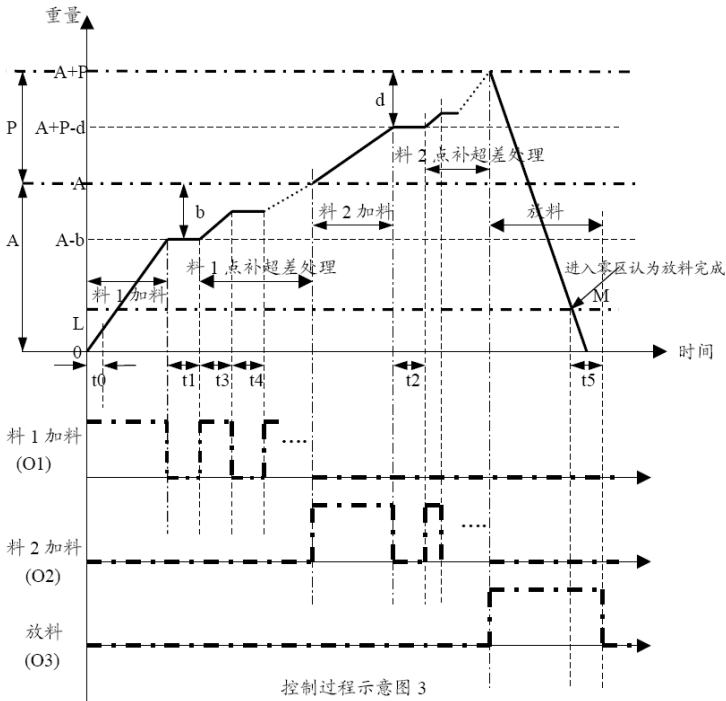 重量
A+P
d
P
A+P-d
料 2 点补超差处理
A
b
料 2 加料
放料
A
A-b
料 1 点补超差处理
进入零区认为放料完成
料 1 加料
M
L
0
时间
t0
t1
t3
t4
t2
t5
料 1 加料
(O1)
....
料 2 加料
(O2)
....
放料
(O3)
控制过程示意图 3